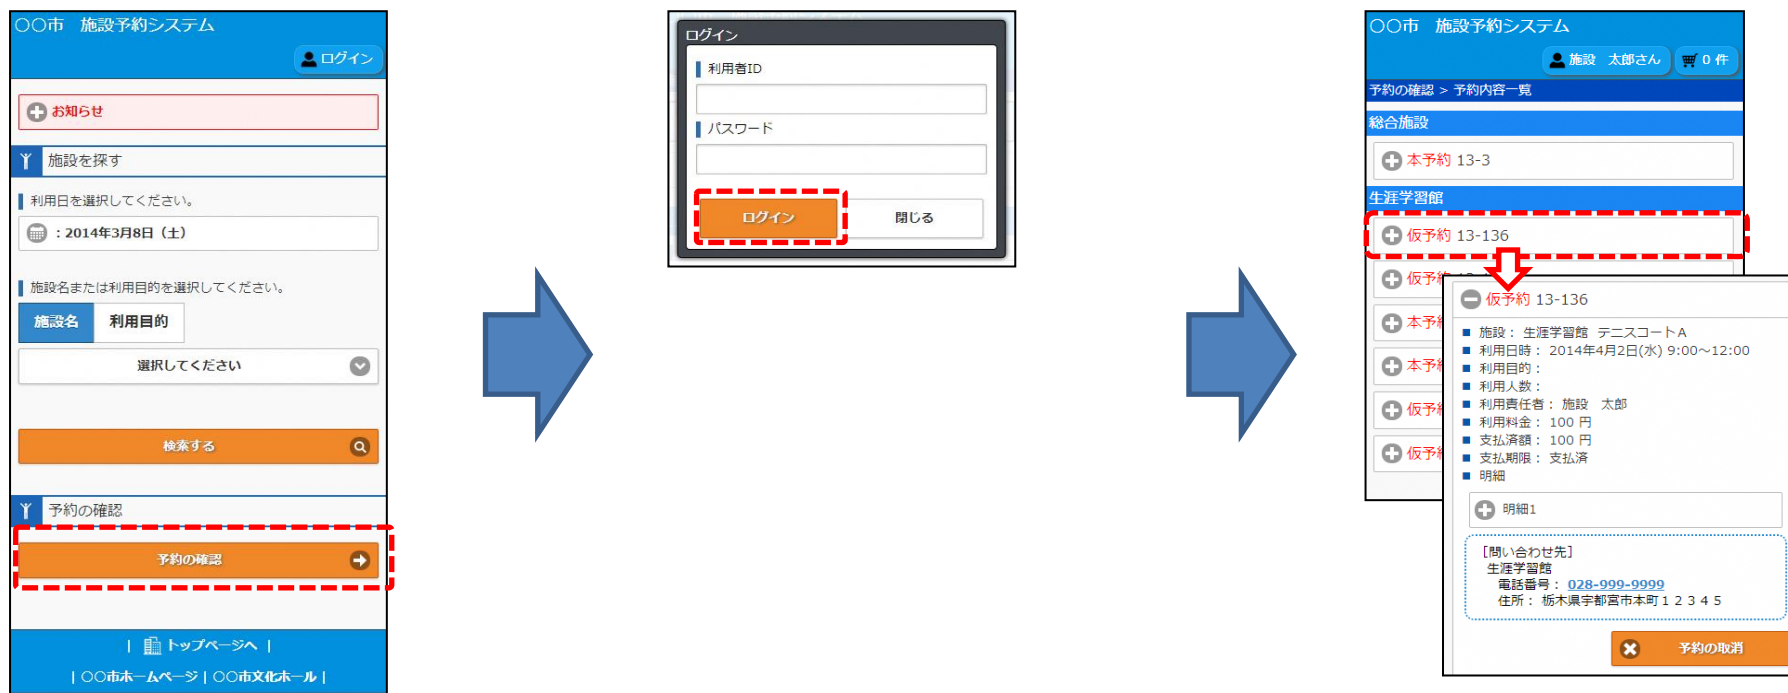 〇〇市　施設予約システム
ログイン
お知らせ
施設を探す
利用日を選択してください。
：2014年3月8日（土）
施設名または利用目的を選択してください。
施設名　利用目的
選択してください
検索する
予約の確認
予約の確認
| トップページへ |
| 〇〇市ホームページ | 〇〇市文化ホール |
ログイン
利用者ID
パスワード
ログイン　閉じる
〇〇市　施設予約システム
施設　太郎さん　0 件
予約の確認 > 予約内容一覧
総合施設
本予約 13-3
生涯学習館
仮予約 13-136
仮予
本予
本予
仮予
仮予
仮予約 13-136
■ 施設： 生涯学習館　テニスコートA
■ 利用日時： 2014年4月2日(水) 9:00～12:00
■ 利用目的：
■ 利用人数：
■ 利用責任者： 施設　太郎
■ 利用料金： 100 円
■ 支払済額： 100 円
■ 支払期限： 支払済
■ 明細
明細1
[問い合わせ先]
生涯学習館
電話番号： 028-999-9999
住所： 栃木県宇都宮市本町１２３４５
予約の取消